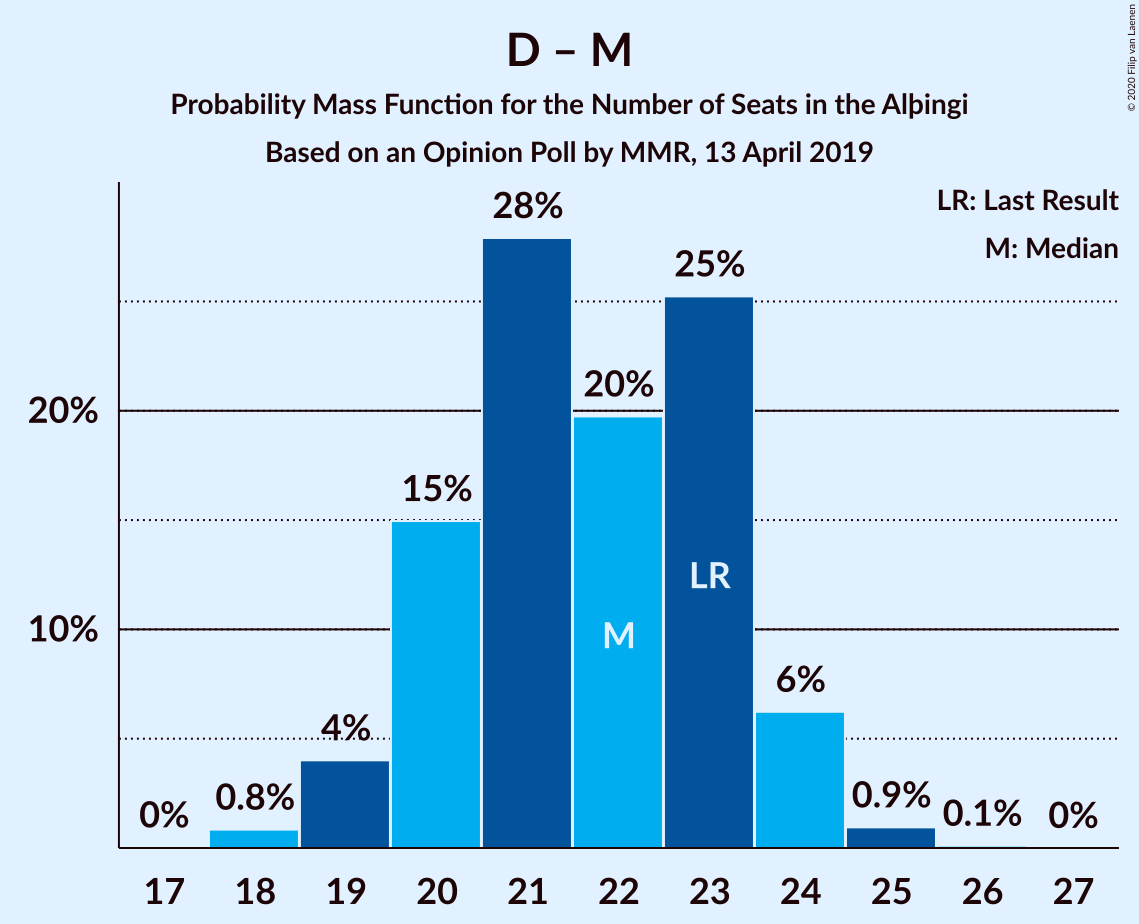 D – M
Probability Mass Function for the Number of Seats in the Alþingi
Based on an Opinion Poll by MMR, 13 April 2019
© 2020 Filip van Laenen
LR: Last Result
M: Median
20%
10%
0%
0.8%
4%
15%
28%
20%
25%
6%
0.9%
0.1%
0%
M
LR
17 18 19 20 21 22 23 24 25 26 27